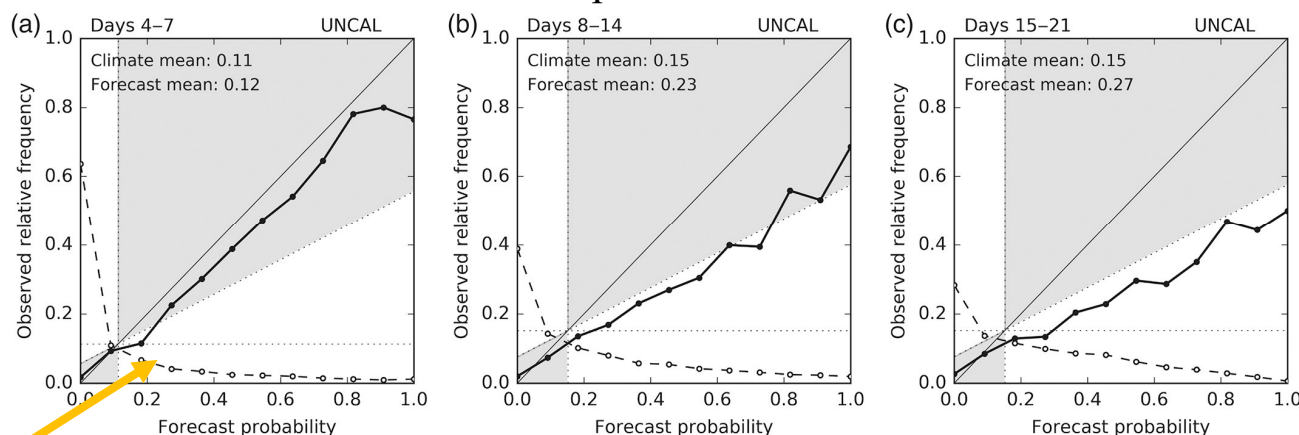 (a) Days 4–7 UNCAL
Climate mean: 0.11
Forecast mean: 0.12
Observed relative frequency
1.0
0.8
0.6
0.4
0.2
0.0
0.0 0.2 0.4 0.6 0.8 1.0
Forecast probability
(b) Days 8–14 UNCAL
Climate mean: 0.15
Forecast mean: 0.23
Observed relative frequency
1.0
0.8
0.6
0.4
0.2
0.0
0.0 0.2 0.4 0.6 0.8 1.0
Forecast probability
(c) Days 15–21 UNCAL
Climate mean: 0.15
Forecast mean: 0.27
Observed relative frequency
1.0
0.8
0.6
0.4
0.2
0.0
0.0 0.2 0.4 0.6 0.8 1.0
Forecast probability